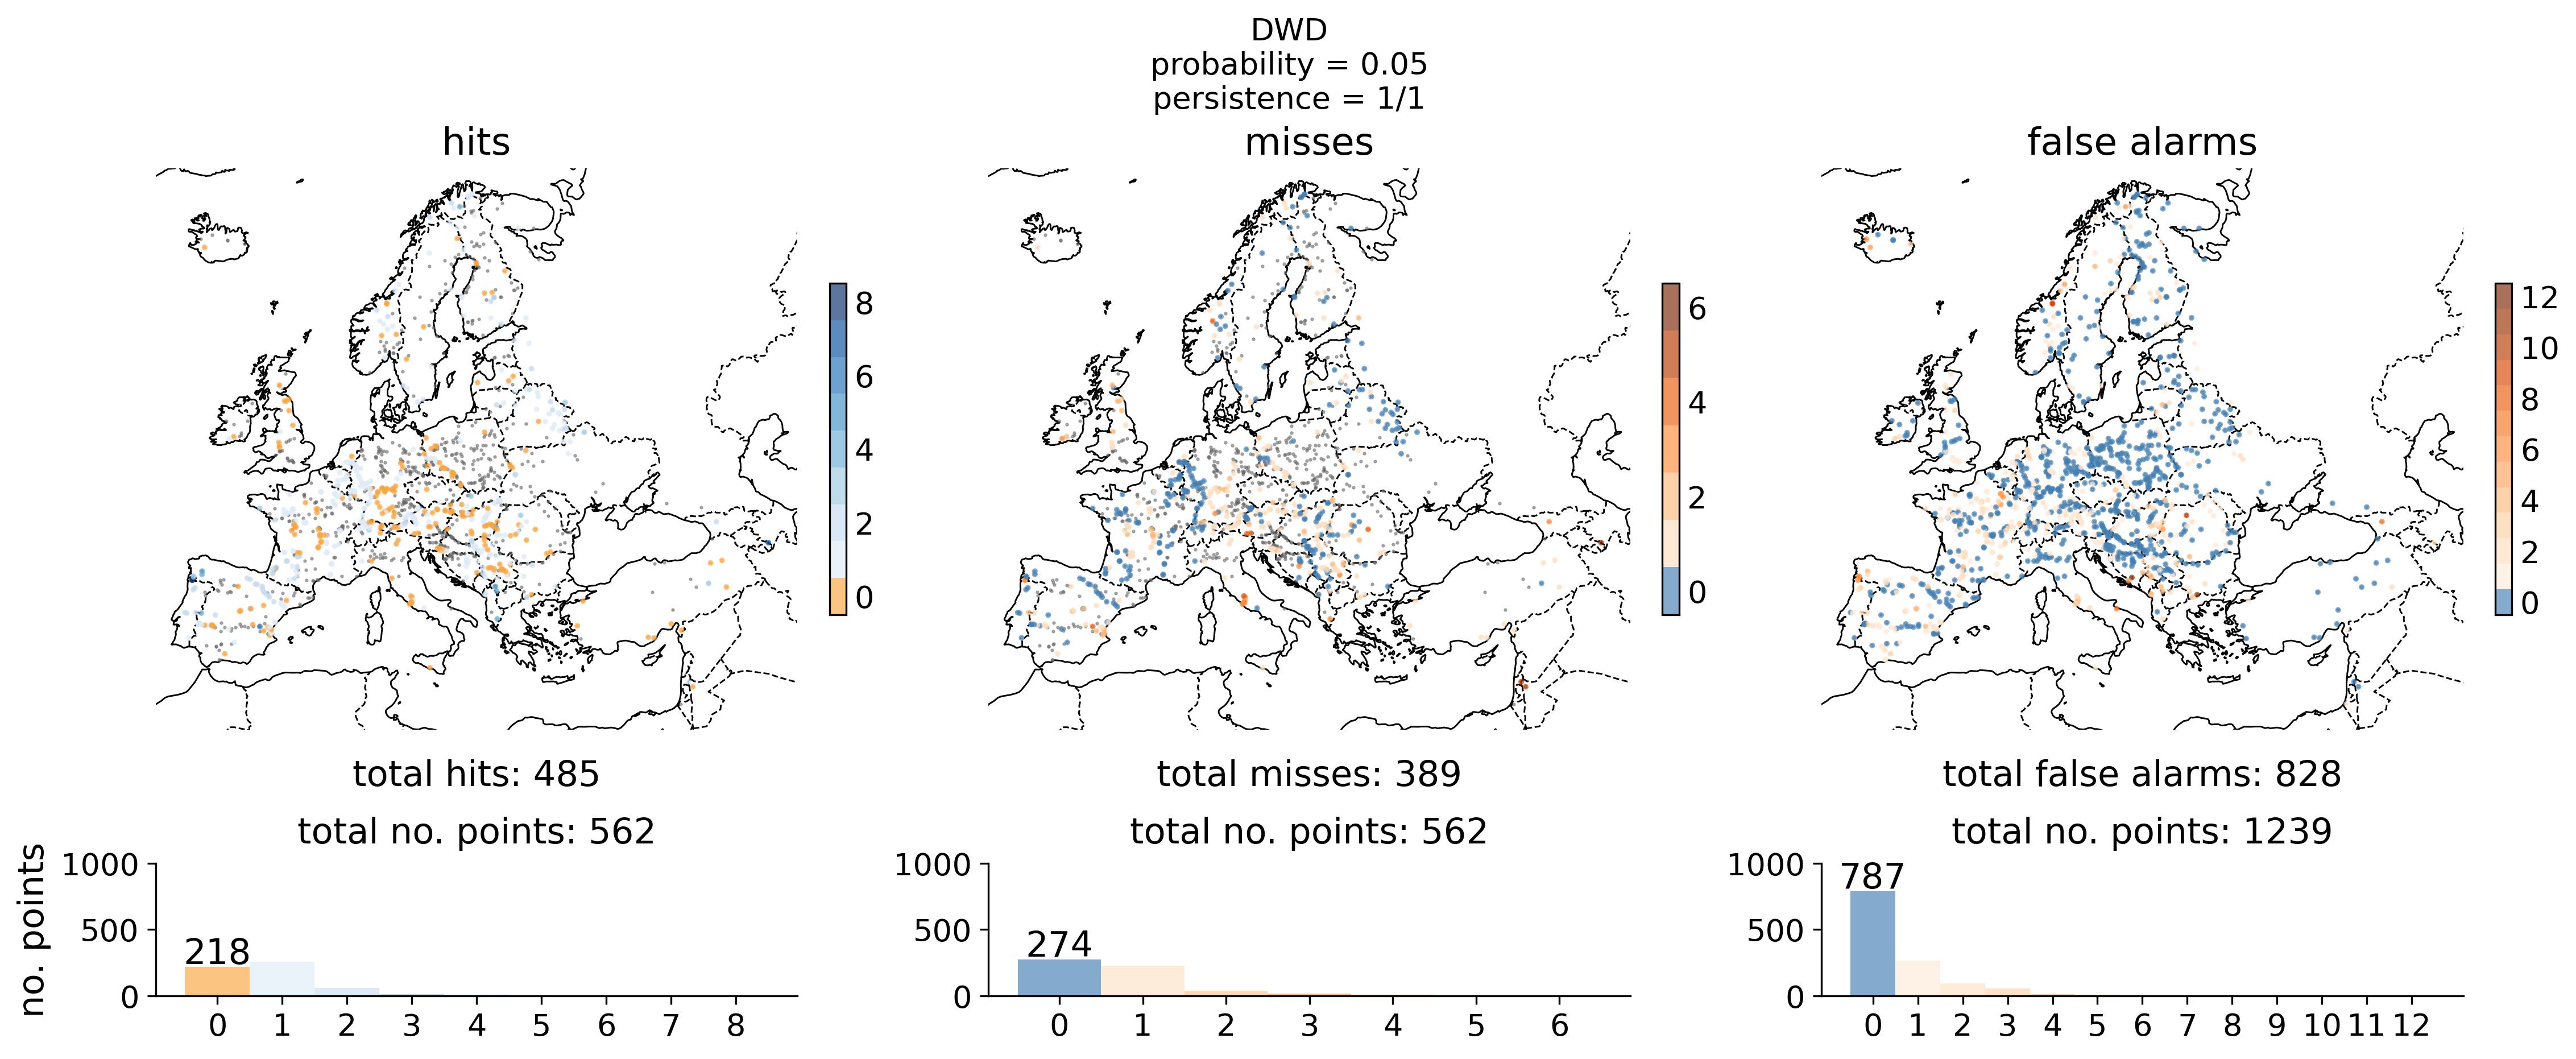 DWD
probability = 0.05
persistence = 1/1
hits
misses
false alarms
8
6
4
2
0
6
4
2
0
12
10
8
6
4
2
0
total hits: 485
total misses: 389
total false alarms: 828
total no. points: 562
total no. points: 562
total no. points: 1239
no. points
1000
500
0
218
0 1 2 3 4 5 6 7 8
1000
500
0
274
0 1 2 3 4 5 6
1000
500
0
787
0 1 2 3 4 5 6 7 8 9 10 11 12